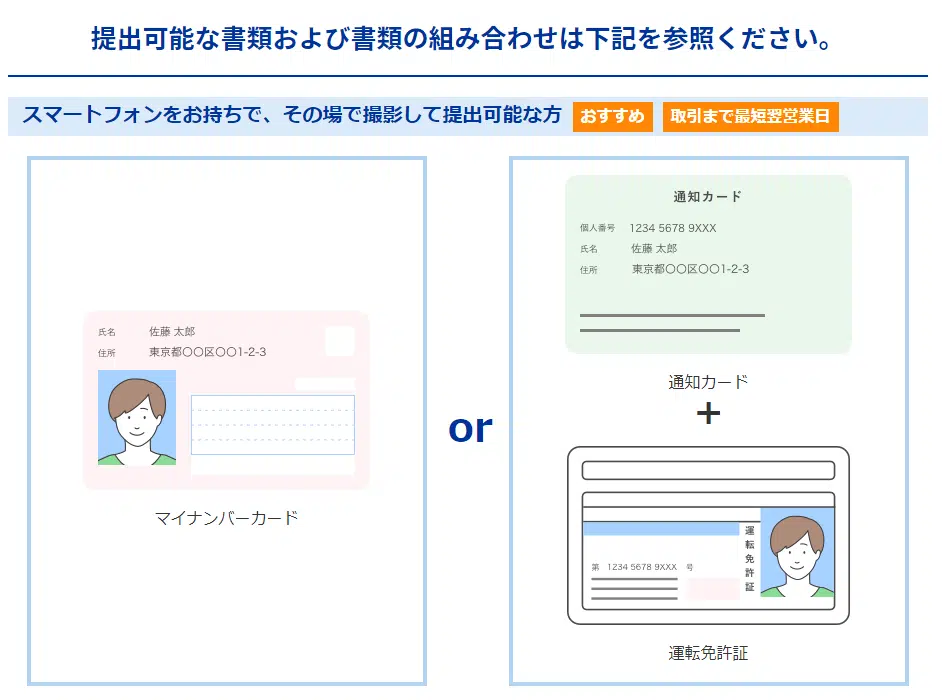 提出可能な書類および書類の組み合わせは下記を参照ください。
スマートフォンをお持ちで、その場で撮影して提出可能な方 おすすめ 取引まで最短翌営業日
氏名 佐藤 太郎
住所 東京都〇〇区〇〇1-2-3
マイナンバーカード
or
通知カード
個人番号 1234 5678 9XXX
氏名 佐藤 太郎
住所 東京都〇〇区〇〇1-2-3
通知カード
+
運転免許証
第 1234 5678 9XXX 号
運転免許証